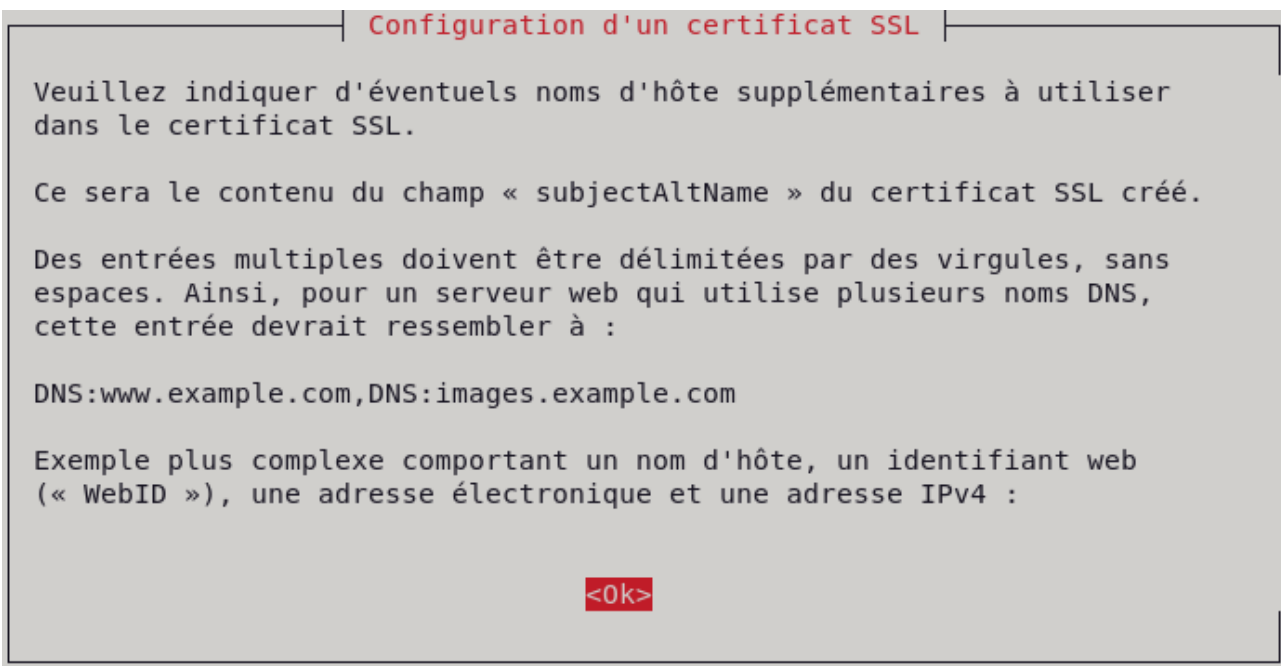 Configuration d'un certificat SSL
Veuillez indiquer d'éventuels noms d'hôte supplémentaires à utiliser
dans le certificat SSL.
Ce sera le contenu du champ « subjectAltName » du certificat SSL créé.
Des entrées multiples doivent être délimitées par des virgules, sans
espaces. Ainsi, pour un serveur web qui utilise plusieurs noms DNS,
cette entrée devrait ressembler à :
DNS:www.example.com,DNS:images.example.com
Exemple plus complexe comportant un nom d'hôte, un identifiant web
(« WebID »), une adresse électronique et une adresse IPv4 :
<Ok>